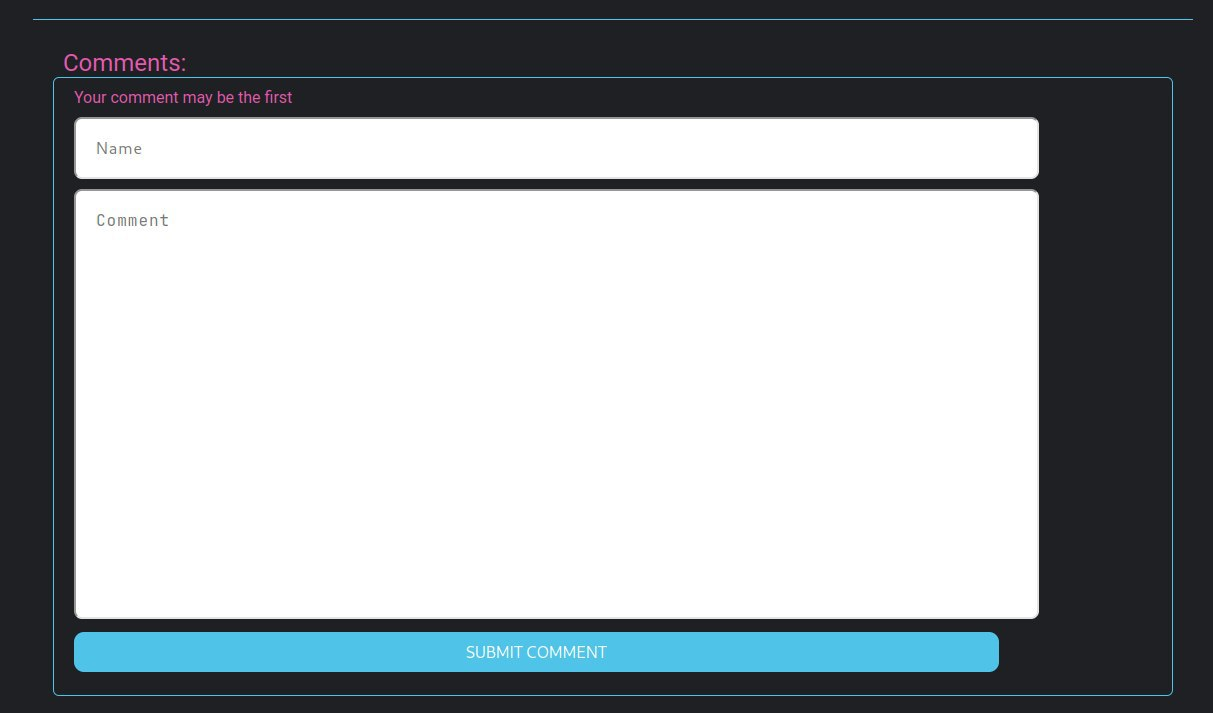 Comments:
Your comment may be the first
Name
Comment
SUBMIT COMMENT